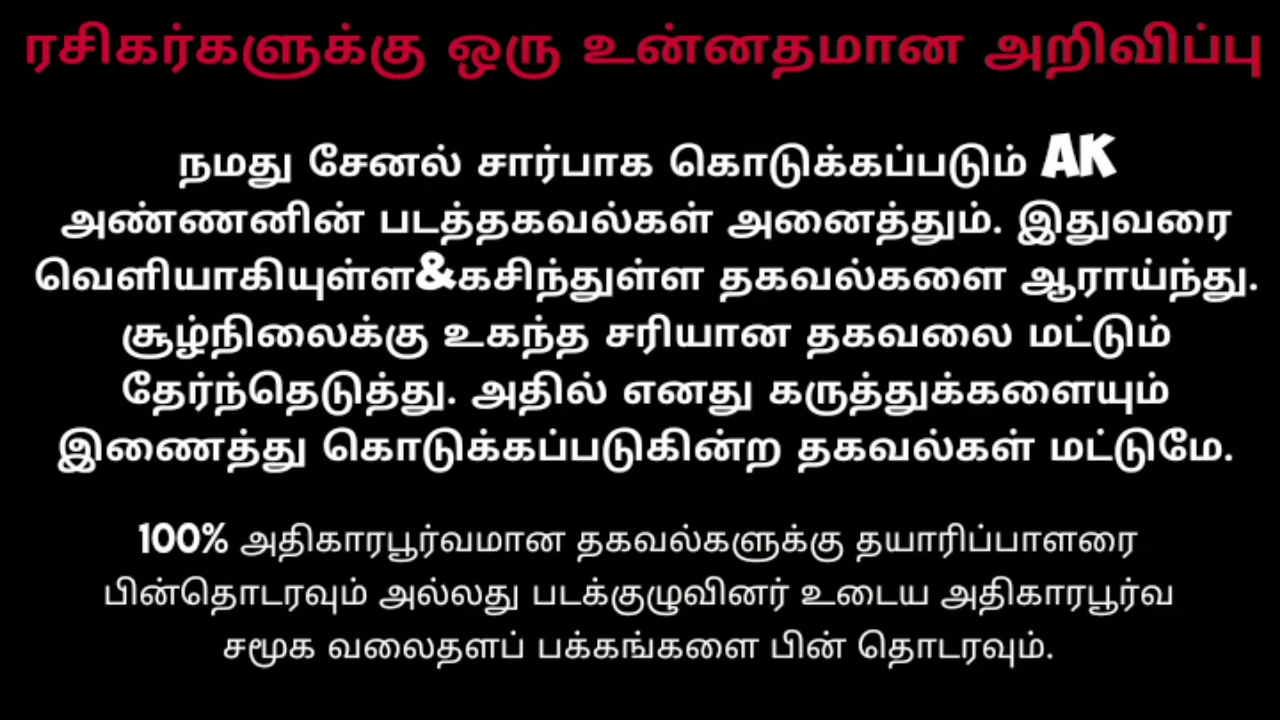 ரசிகர்களுக்கு ஒரு உன்னதமான அறிவிப்பு
நமது சேனல் சார்பாக கொடுக்கப்படும் AK
அண்ணனின் படத்தகவல்கள் அனைத்தும். இதுவரை
வெளியாகியுள்ள&கசிந்துள்ள தகவல்களை ஆராய்ந்து.
சூழ்நிலைக்கு உகந்த சரியான தகவலை மட்டும்
தேர்ந்தெடுத்து. அதில் எனது கருத்துக்களையும்
இணைத்து கொடுக்கப்படுகின்ற தகவல்கள் மட்டுமே.
100% அதிகாரபூர்வமான தகவல்களுக்கு தயாரிப்பாளரை
பின்தொடரவும் அல்லது படக்குழுவினர் உடைய அதிகாரபூர்வ
சமூக வலைதளப் பக்கங்களை பின் தொடரவும்.